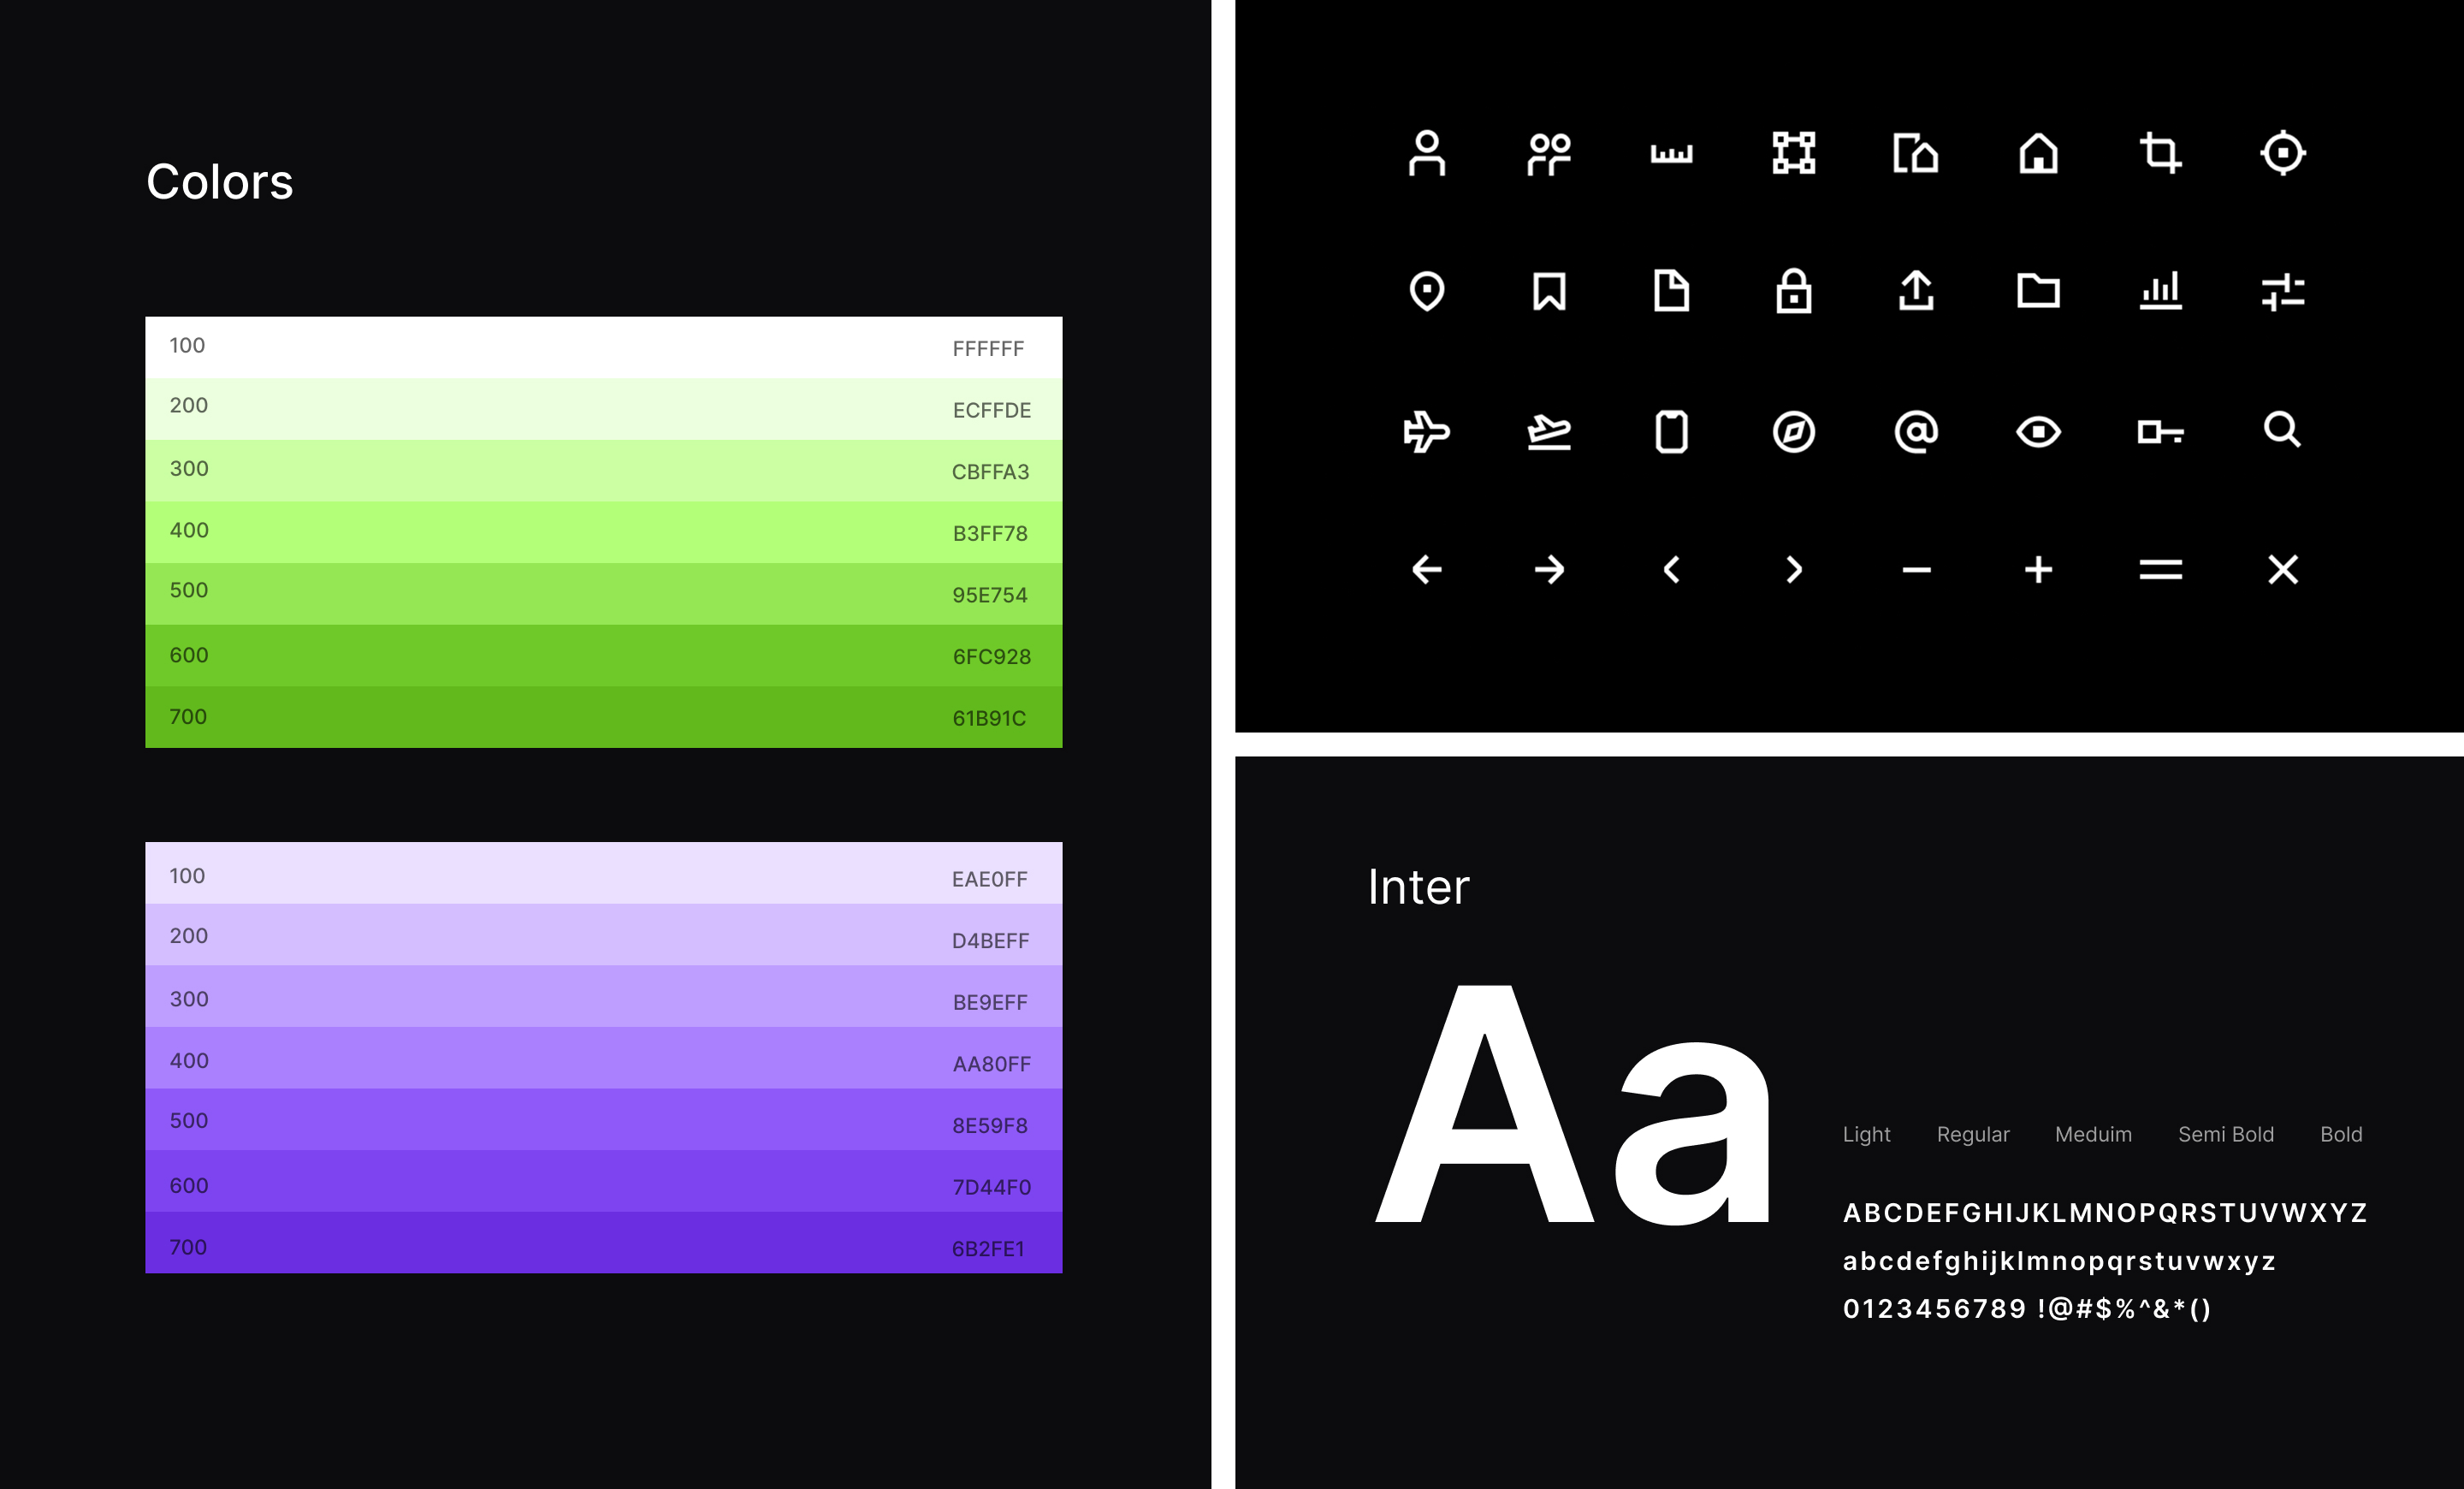 Colors
100 FFFFFF
200 ECFFDE
300 CBFFA3
400 B3FF78
500 95E754
600 6FC928
700 61B91C
100 EAE0FF
200 D4BEFF
300 BE9EFF
400 AA80FF
500 8E59F8
600 7D44F0
700 6B2FE1
Inter
Aa
Light Regular Meduim Semi Bold Bold
ABCDEFGHIJKLMNOPQRSTUVWXYZ
abcdefghijklmnopqrstuvwxyz
0123456789 !@#$%^&*()